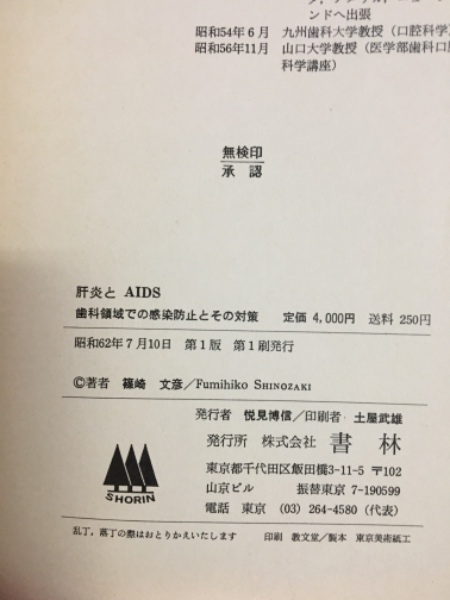 ンドへ出張
昭和54年6月 九州歯科大学教授(口腔科学)
昭和56年11月 山口大学教授(医学部歯科口
科学講座)
無検印
承認
肝炎と AIDS
歯科領域での感染防止とその対策 定価 4,000円 送料 250円
昭和62年7月10日 第1版 第1刷発行
©著者 篠崎 文彦/Fumihiko SHINOZAKI
発行者 悦見博信/印刷者 土屋武雄
発行所 株式会社 書林
東京都千代田区飯田橋3-11-5 〒102
山京ビル 振替東京 7-190599
電話 東京 (03) 264-4580 (代表)
SHORIN
乱丁,落丁の際はおとりかえいたします 印刷 教文堂/製本 東京美術紙工